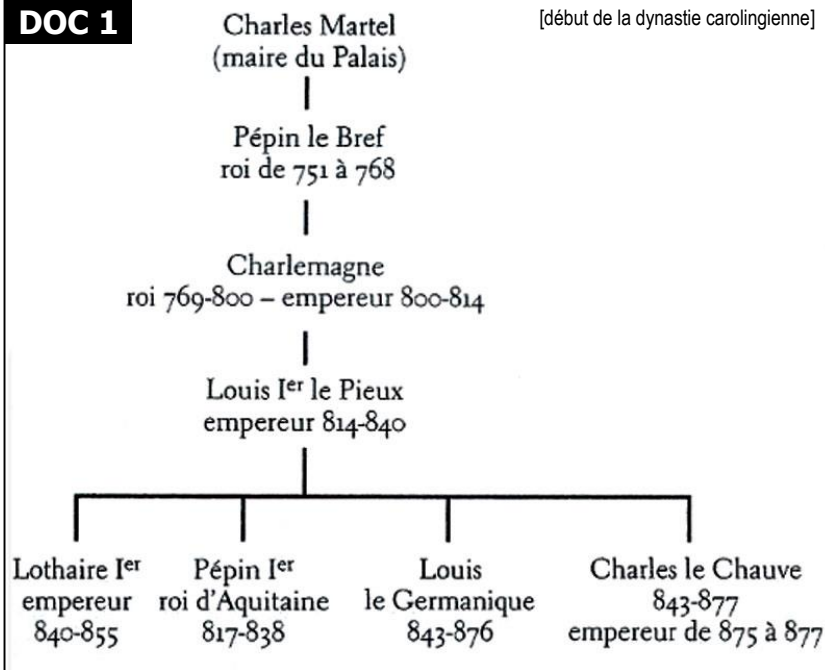 DOC 1
[début de la dynastie carolingienne]
Charles Martel
(maire du Palais)
Pépin le Bref
roi de 751 à 768
Charlemagne
roi 769-800 – empereur 800-814
Louis Ier le Pieux
empereur 814-840
Lothaire Ier
empereur
840-855
Pépin Ier
roi d'Aquitaine
817-838
Louis
le Germanique
843-876
Charles le Chauve
843-877
empereur de 875 à 877